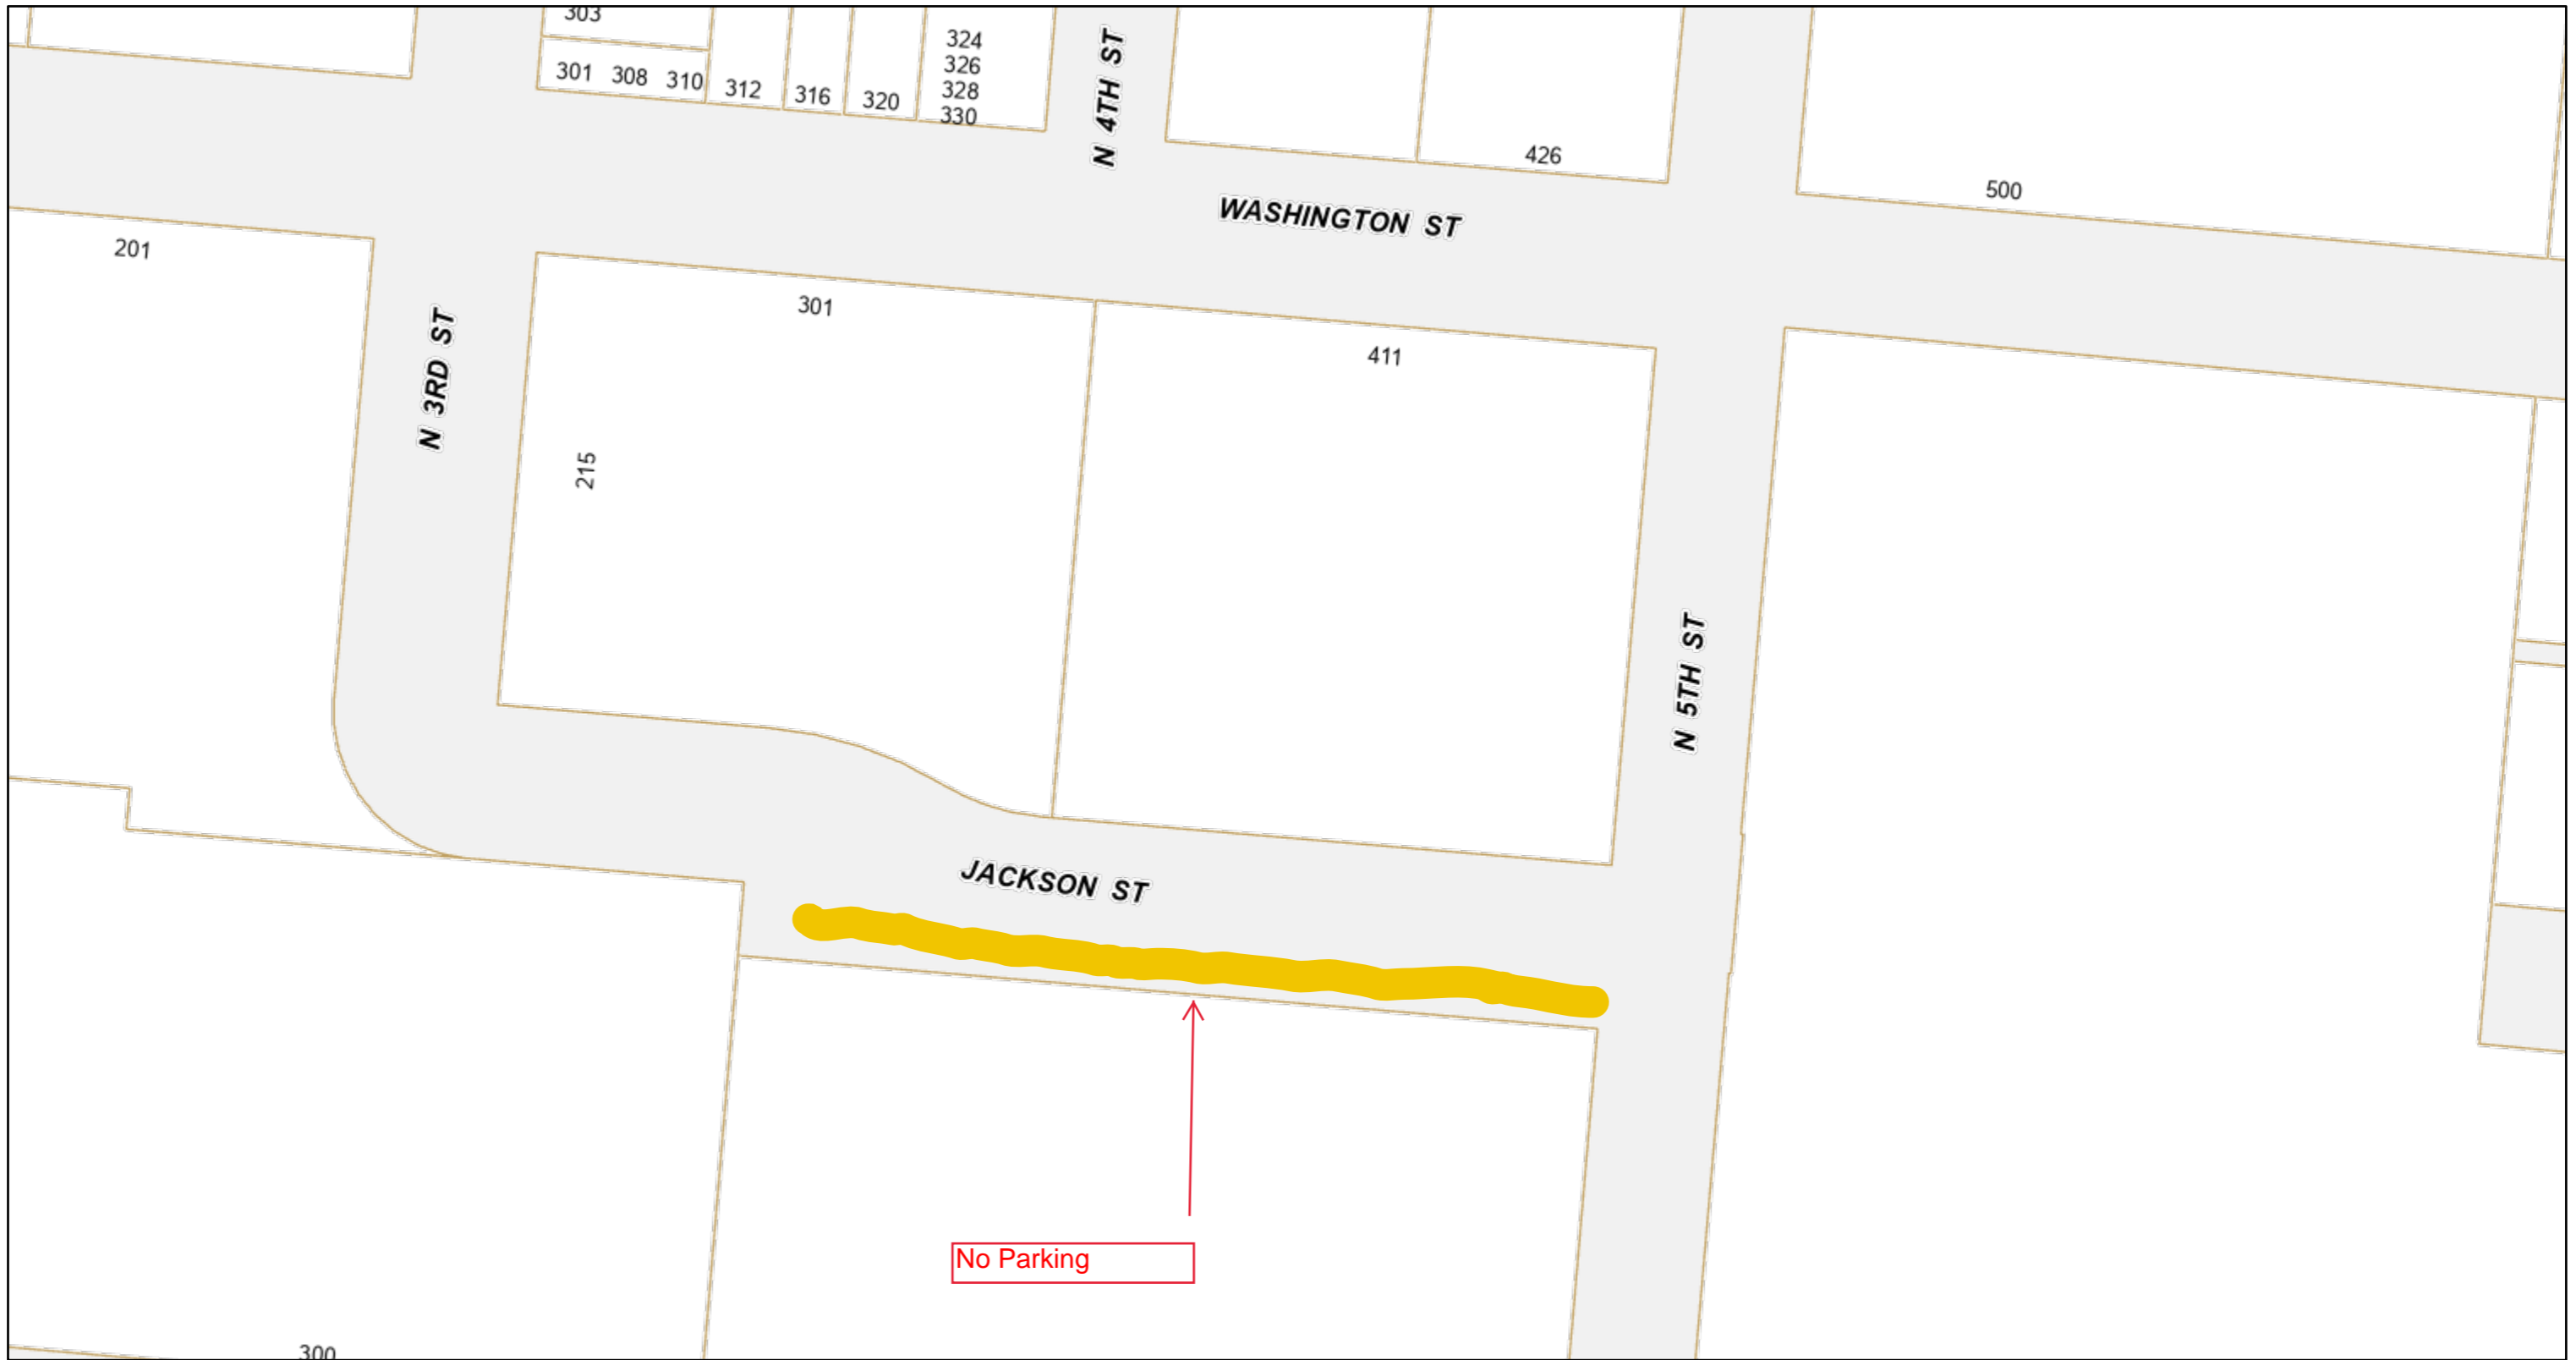 303
324
326
328
330
301 308 310 312 316 320
N 4TH ST
426
500
WASHINGTON ST
201
301
411
N 3RD ST
215
N 5TH ST
JACKSON ST
No Parking
300